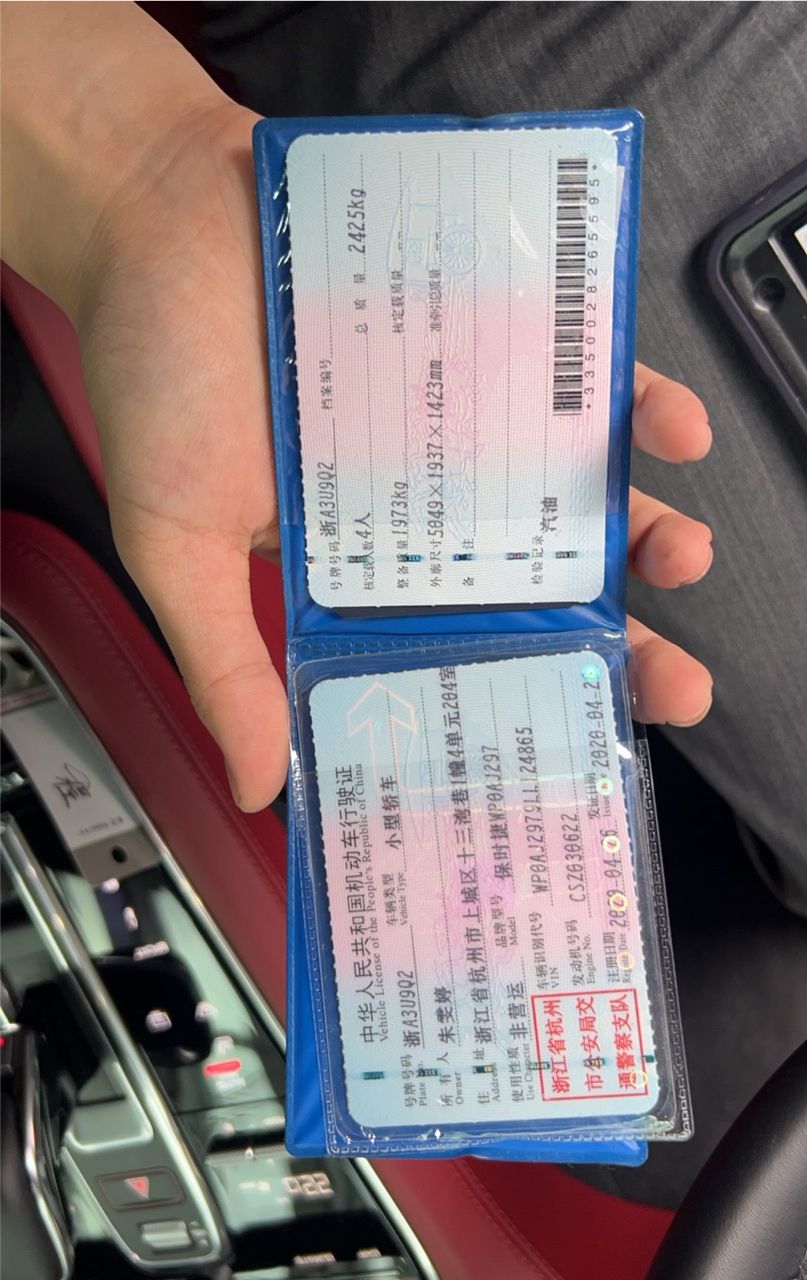 中华人民共和国机动车行驶证
Vehicle License of the People's Republic of China
号牌号码 浙A3U9Q2 车辆类型 小型轿车
Plate No. Vehicle Type
所有人 朱雯婷
Owner
住址 浙江省杭州市上城区十三湾巷1幢4单元204室
Address
使用性质 非营运 品牌型号 保时捷WP0AJ297
Use Character Model
浙江省杭州
市公安局交
通警察支队
车辆识别代号 WP0AJ2979LL124865
VIN
发动机号码 CSZ030622
Engine No.
注册日期 发证日期
Issue Date
号牌号码 浙A3U9Q2 档案编号
核定载人数 4人 总质量 2425kg
整备质量 1973kg 核定载质量
外廓尺寸 5049×1937×1423mm 准牵引总质量
备注
检验记录 汽油
*3350028265595*
922